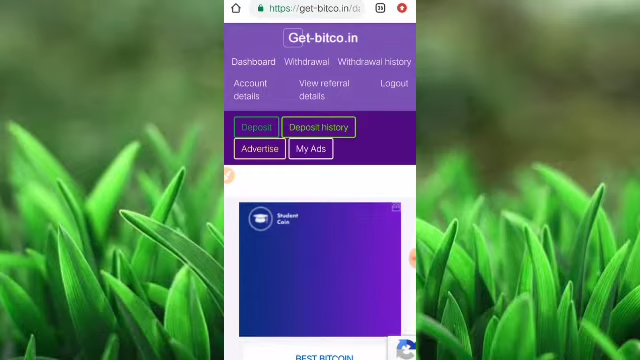 https://get-bitco.in/da
Get-bitco.in
Dashboard Withdrawal Withdrawal history
Account details View referral details Logout
Deposit Deposit history
Advertise My Ads
Student
Coin
BEST BITCOIN